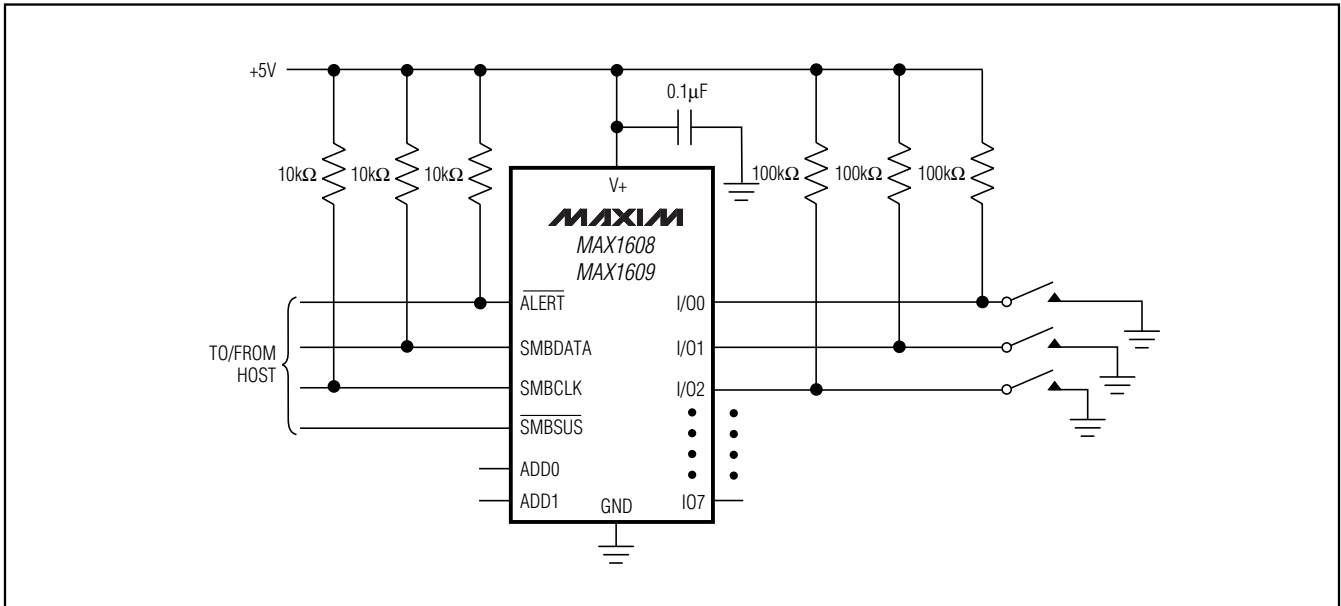 +5V
0.1μF
10kΩ 10kΩ 10kΩ
100kΩ 100kΩ 100kΩ
V+
MAXIM
MAX1608
MAX1609
ALERT
I/O0
SMBDATA
I/O1
TO/FROM
HOST
SMBCLK
I/O2
SMBSUS
ADD0
ADD1
GND
IO7